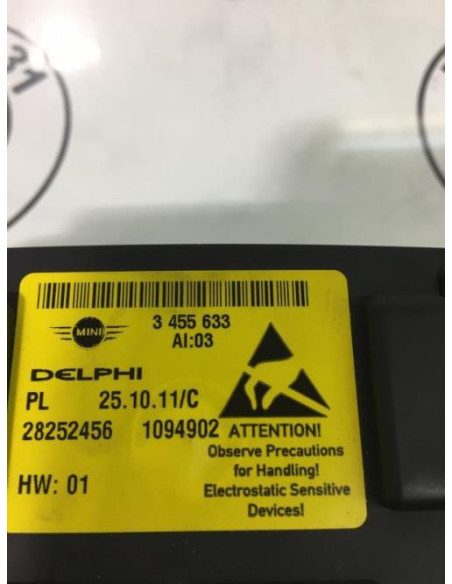 31
MINI
3 455 633
AI:03
DELPHI
PL 25.10.11/C
28252456 1094902
HW: 01
ATTENTION!
Observe Precautions
for Handling!
Electrostatic Sensitive
Devices!